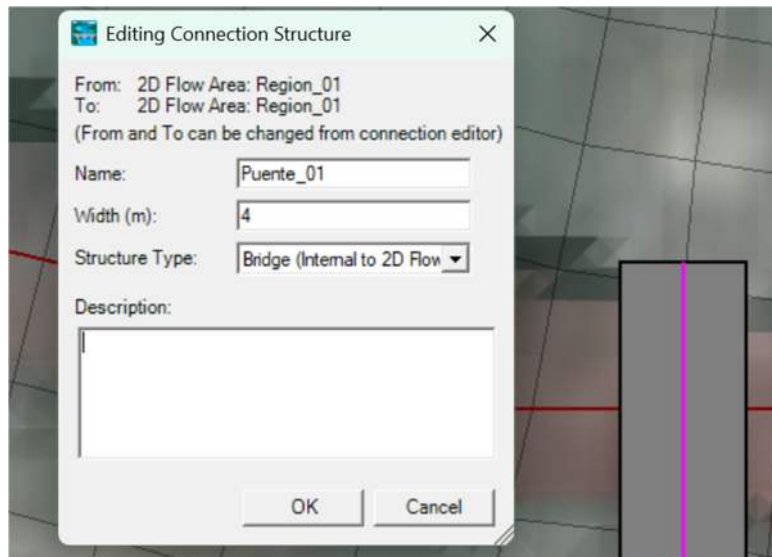 Editing Connection Structure
From: 2D Flow Area: Region_01
To: 2D Flow Area: Region_01
(From and To can be changed from connection editor)
Name: Puente_01
Width (m): 4
Structure Type: Bridge (Internal to 2D Flow
Description:
OK Cancel